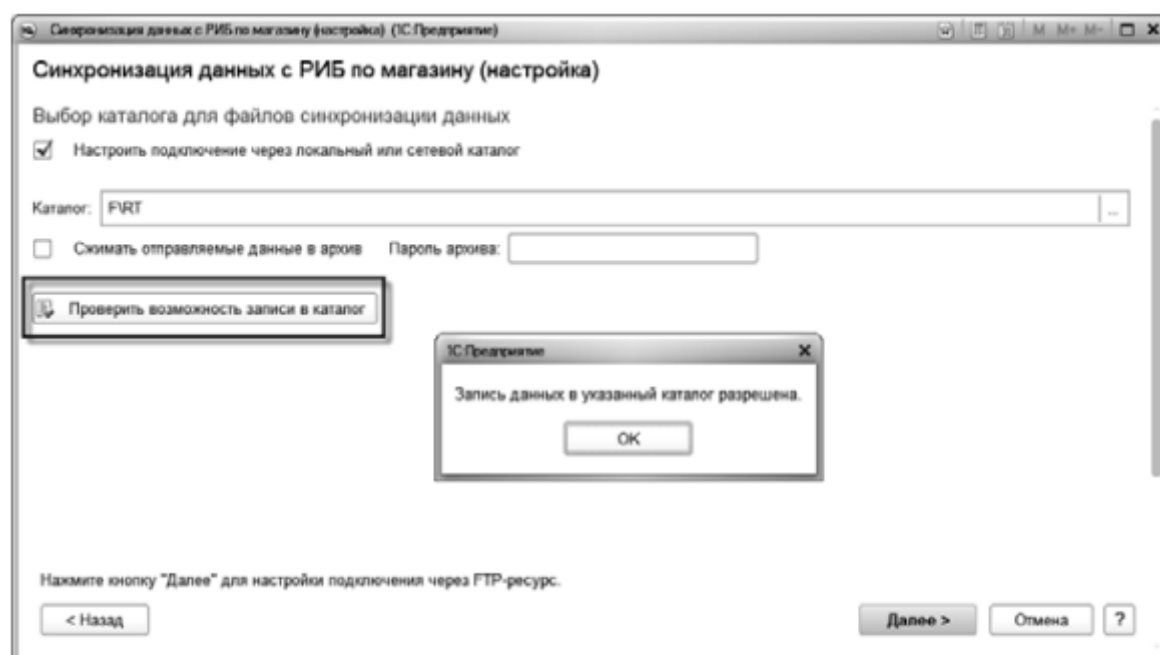 Синхронизация данных с РИБ по магазину (настройка) (1С:Предприятие)
M M+ M-
Синхронизация данных с РИБ по магазину (настройка)
Выбор каталога для файлов синхронизации данных
Настроить подключение через локальный или сетевой каталог
Каталог: F\RT ...
Сжимать отправляемые данные в архив Пароль архива:
Проверить возможность записи в каталог
1С:Предприятие
Запись данных в указанный каталог разрешена.
OK
Нажмите кнопку "Далее" для настройки подключения через FTP-ресурс.
< Назад Далее > Отмена ?